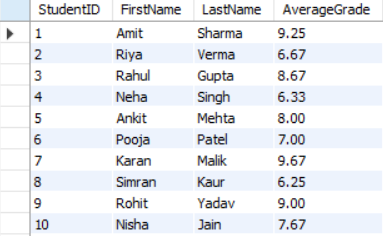 StudentID FirstName LastName AverageGrade
1 Amit Sharma 9.25
2 Riya Verma 6.67
3 Rahul Gupta 8.67
4 Neha Singh 6.33
5 Ankit Mehta 8.00
6 Pooja Patel 7.00
7 Karan Malik 9.67
8 Simran Kaur 6.25
9 Rohit Yadav 9.00
10 Nisha Jain 7.67